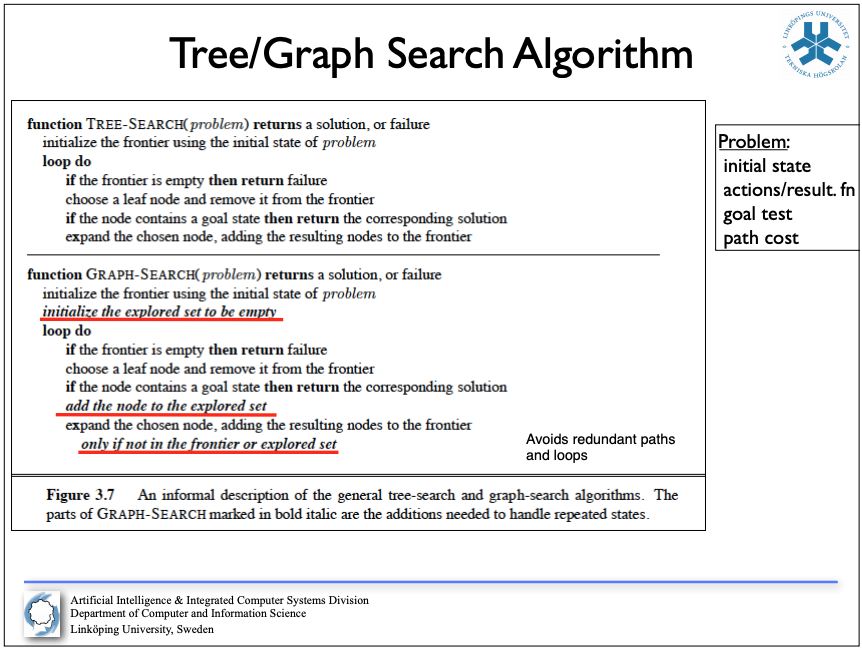 Tree/Graph Search Algorithm
LINKÖPINGS UNIVERSITET
TEKNISKA HÖGSKOLAN
function TREE-SEARCH(problem) returns a solution, or failure
initialize the frontier using the initial state of problem
loop do
if the frontier is empty then return failure
choose a leaf node and remove it from the frontier
if the node contains a goal state then return the corresponding solution
expand the chosen node, adding the resulting nodes to the frontier
function GRAPH-SEARCH(problem) returns a solution, or failure
initialize the frontier using the initial state of problem
initialize the explored set to be empty
loop do
if the frontier is empty then return failure
choose a leaf node and remove it from the frontier
if the node contains a goal state then return the corresponding solution
add the node to the explored set
expand the chosen node, adding the resulting nodes to the frontier
only if not in the frontier or explored set
Avoids redundant paths
and loops
Figure 3.7 An informal description of the general tree-search and graph-search algorithms. The
parts of GRAPH-SEARCH marked in bold italic are the additions needed to handle repeated states.
Problem:
initial state
actions/result. fn
goal test
path cost
Artificial Intelligence & Integrated Computer Systems Division
Department of Computer and Information Science
Linköping University, Sweden